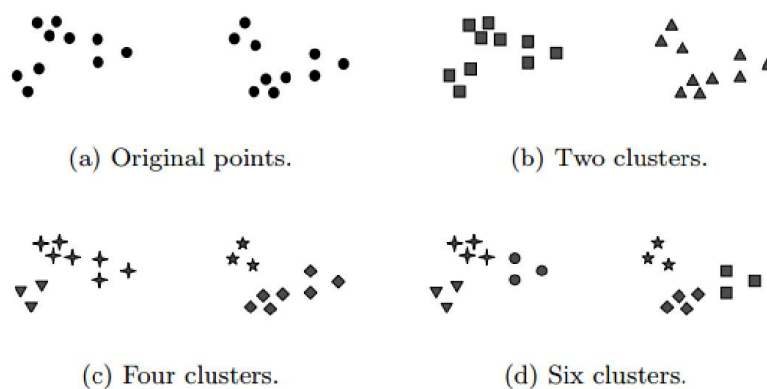 (a) Original points.
(b) Two clusters.
(c) Four clusters.
(d) Six clusters.